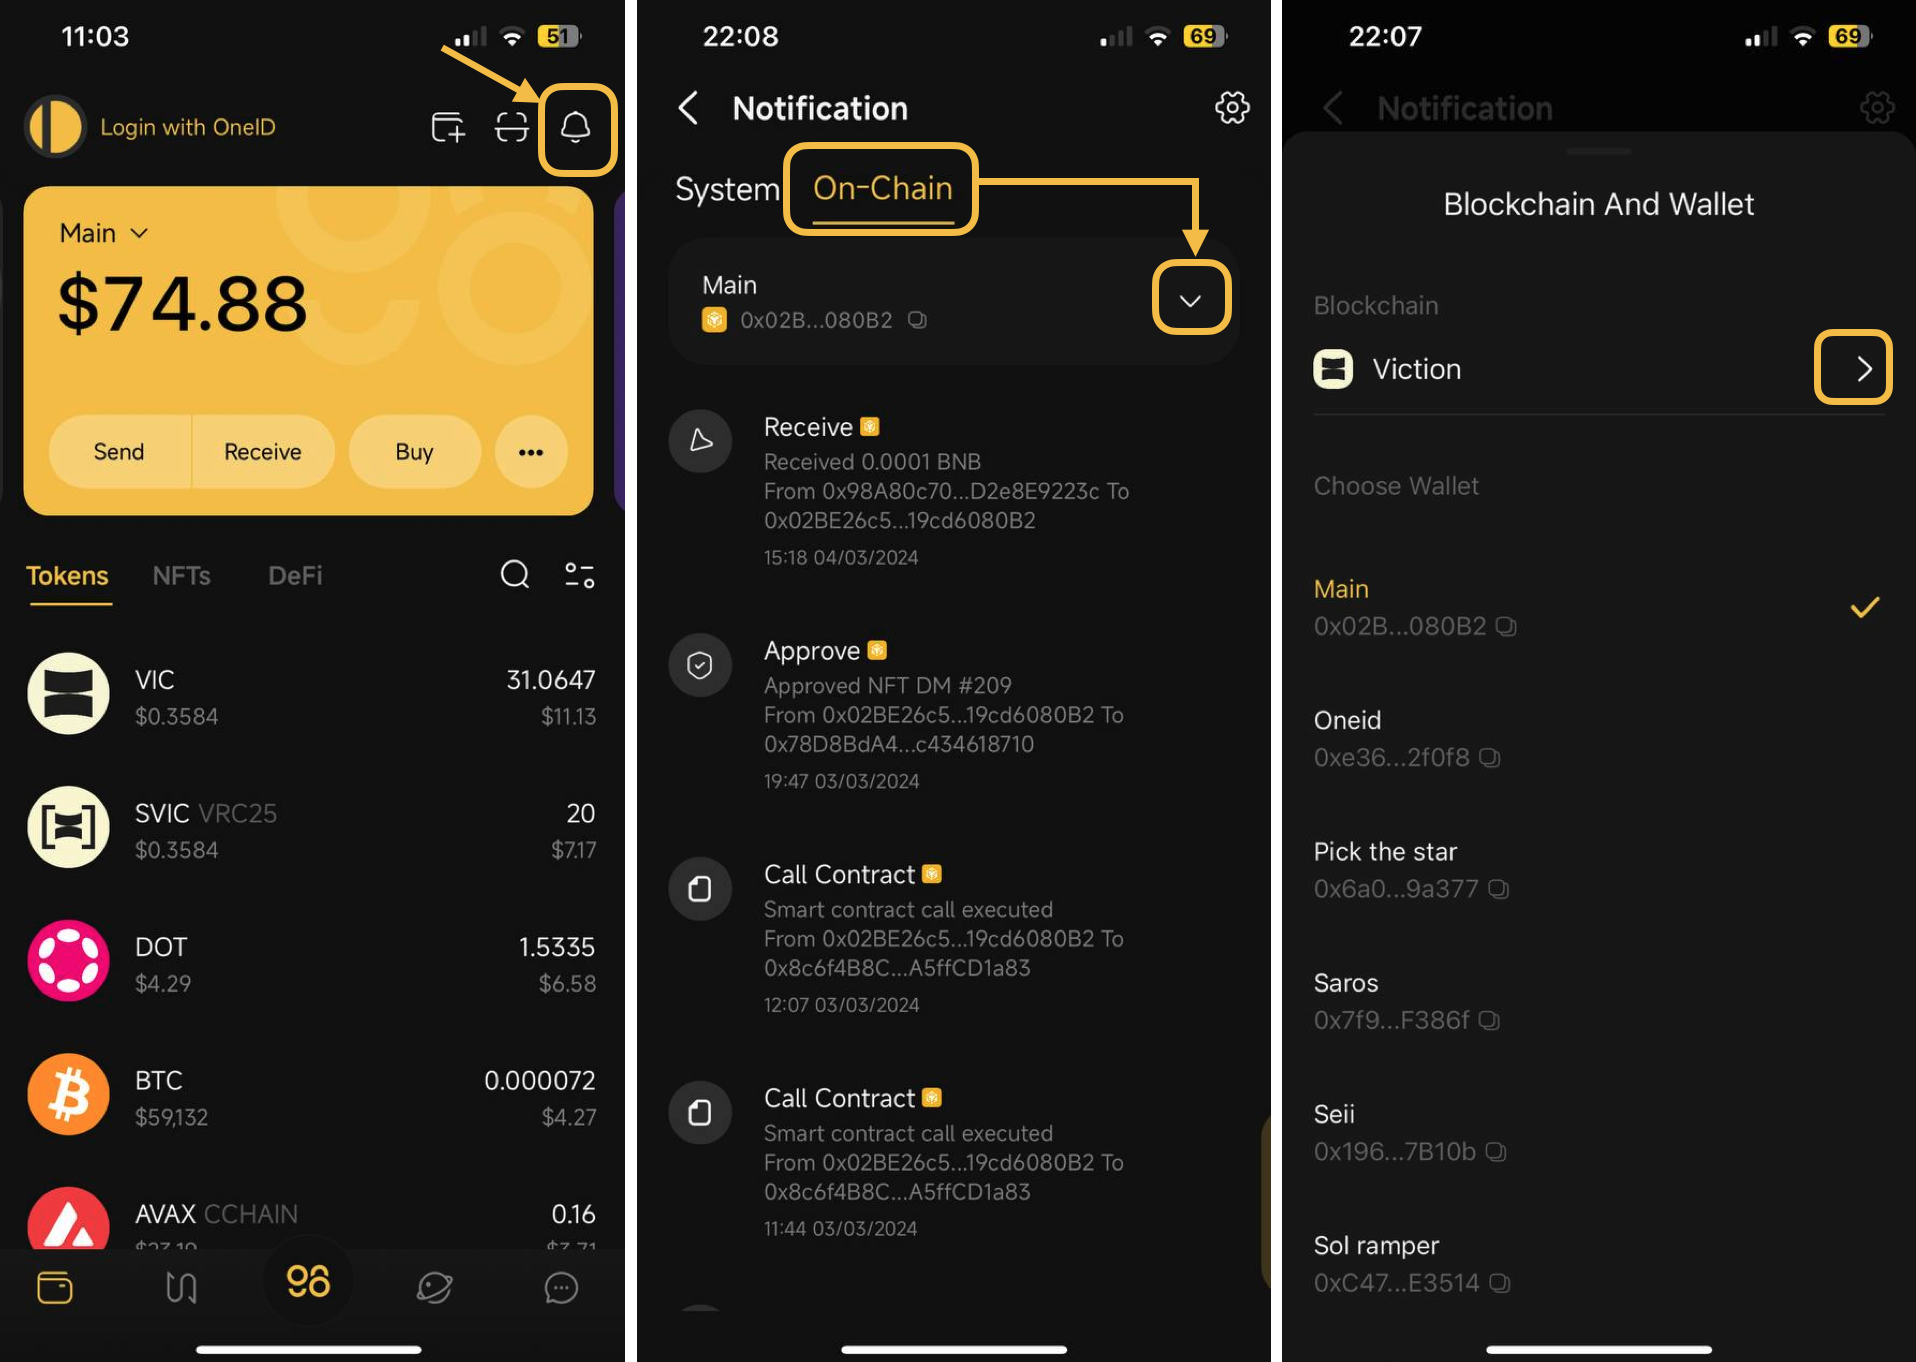 11:03
51
Login with OneID
Main
$74.88
Send
Receive
Buy
Tokens
NFTs
DeFi
VIC
31.0647
$0.3584
$11.13
SVIC VRC25
20
$0.3584
$7.17
DOT
1.5335
$4.29
$6.58
BTC
0.000072
$59,132
$4.27
AVAX CCHAIN
0.16
22:08
69
Notification
System
On-Chain
Main
0x02B...080B2
Receive
Received 0.0001 BNB
From 0x98A80c70...D2e8E9223c To
0x02BE26c5...19cd6080B2
15:18 04/03/2024
Approve
Approved NFT DM #209
From 0x02BE26c5...19cd6080B2 To
0x78D8BdA4...c434618710
19:47 03/03/2024
Call Contract
Smart contract call executed
From 0x02BE26c5...19cd6080B2 To
0x8c6f4B8C...A5ffCD1a83
12:07 03/03/2024
Call Contract
Smart contract call executed
From 0x02BE26c5...19cd6080B2 To
0x8c6f4B8C...A5ffCD1a83
11:44 03/03/2024
22:07
69
Notification
Blockchain And Wallet
Blockchain
Viction
Choose Wallet
Main
0x02B...080B2
Oneid
0xe36...2f0f8
Pick the star
0x6a0...9a377
Saros
0x7f9...F386f
Seii
0x196...7B10b
Sol ramper
0xC47...E3514